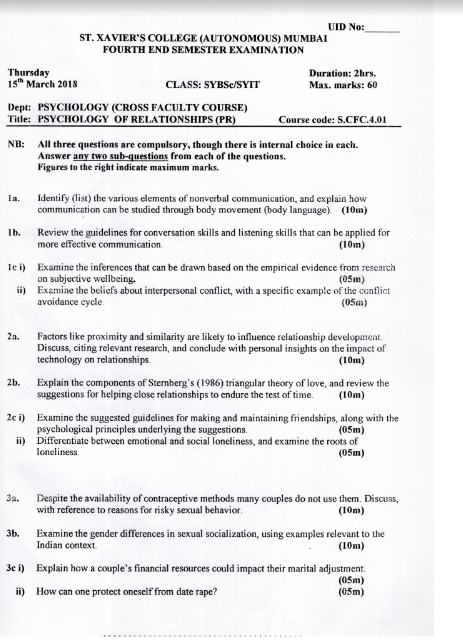 UID No:______
ST. XAVIER'S COLLEGE (AUTONOMOUS) MUMBAI
FOURTH END SEMESTER EXAMINATION
Thursday Duration: 2hrs.
15th March 2018 CLASS: SYBSc/SYIT Max. marks: 60
Dept: PSYCHOLOGY (CROSS FACULTY COURSE)
Title: PSYCHOLOGY OF RELATIONSHIPS (PR) Course code: S.CFC.4.01
NB: All three questions are compulsory, though there is internal choice in each.
Answer any two sub-questions from each of the questions.
Figures to the right indicate maximum marks.
1a. Identify (list) the various elements of nonverbal communication, and explain how
communication can be studied through body movement (body language). (10m)
1b. Review the guidelines for conversation skills and listening skills that can be applied for
more effective communication. (10m)
1c i) Examine the inferences that can be drawn based on the empirical evidence from research
on subjective wellbeing. (05m)
ii) Examine the beliefs about interpersonal conflict, with a specific example of the conflict
avoidance cycle. (05m)
2a. Factors like proximity and similarity are likely to influence relationship development.
Discuss, citing relevant research, and conclude with personal insights on the impact of
technology on relationships. (10m)
2b. Explain the components of Sternberg's (1986) triangular theory of love, and review the
suggestions for helping close relationships to endure the test of time. (10m)
2c i) Examine the suggested guidelines for making and maintaining friendships, along with the
psychological principles underlying the suggestions. (05m)
ii) Differentiate between emotional and social loneliness, and examine the roots of
loneliness. (05m)
3a. Despite the availability of contraceptive methods many couples do not use them. Discuss,
with reference to reasons for risky sexual behavior. (10m)
3b. Examine the gender differences in sexual socialization, using examples relevant to the
Indian context. (10m)
3c i) Explain how a couple's financial resources could impact their marital adjustment.
(05m)
ii) How can one protect oneself from date rape? (05m)